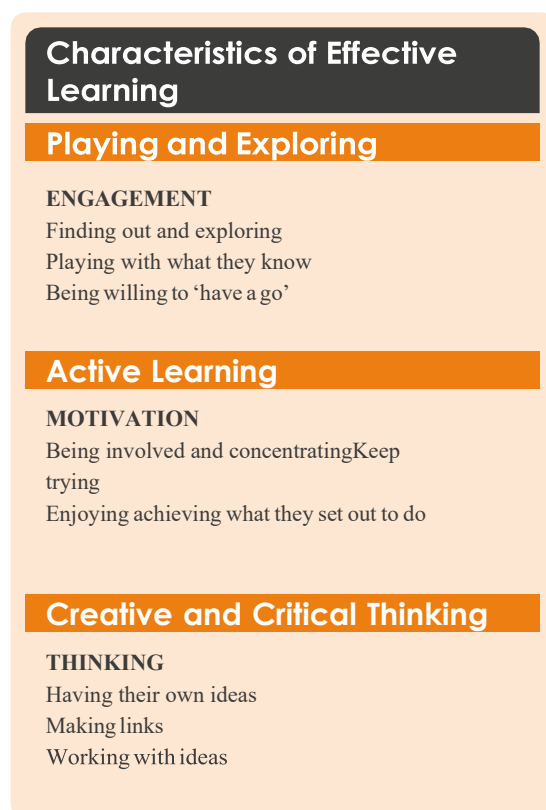 Characteristics of Effective
Learning
Playing and Exploring
ENGAGEMENT
Finding out and exploring
Playing with what they know
Being willing to ‘have a go’
Active Learning
MOTIVATION
Being involved and concentratingKeep
trying
Enjoying achieving what they set out to do
Creative and Critical Thinking
THINKING
Having their own ideas
Making links
Working with ideas